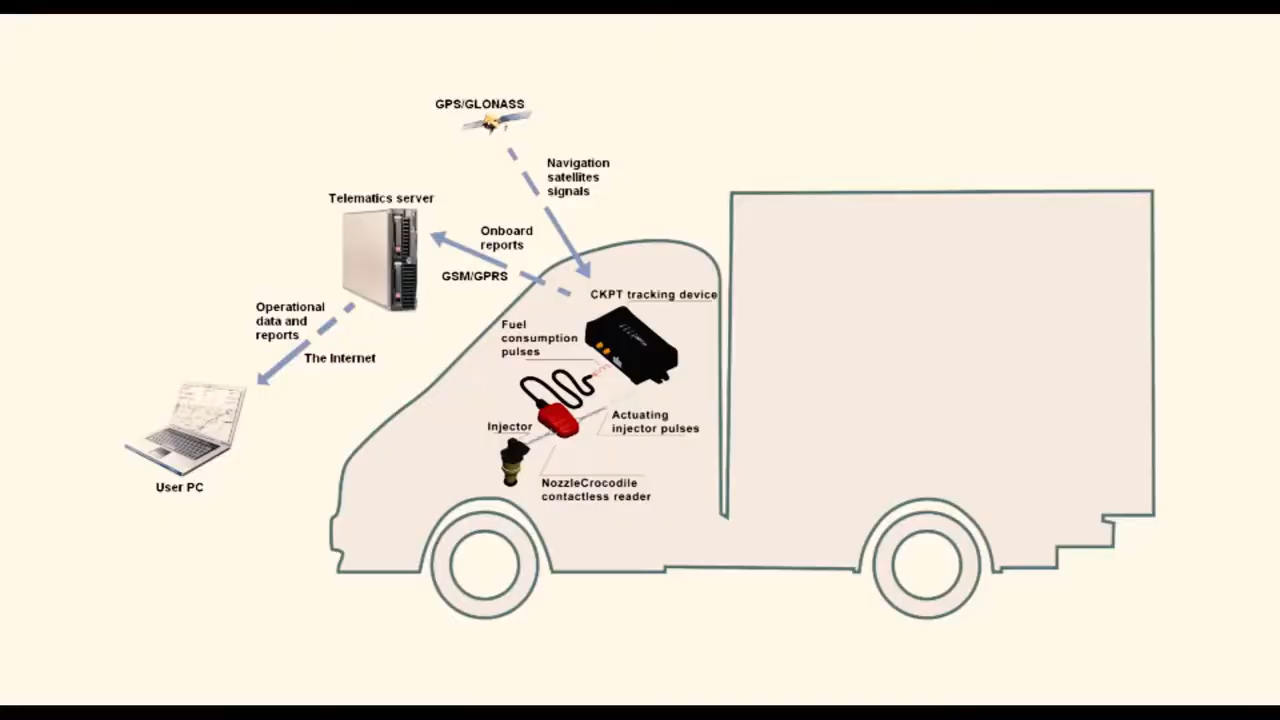 GPS/GLONASS
Navigation
satellites
signals
Telematics server
Onboard
reports
GSM/GPRS
CKPT tracking device
Operational
data and
reports
Fuel
consumption
pulses
The Internet
Actuating
injector pulses
Injector
NozzleCrocodile
contactless reader
User PC